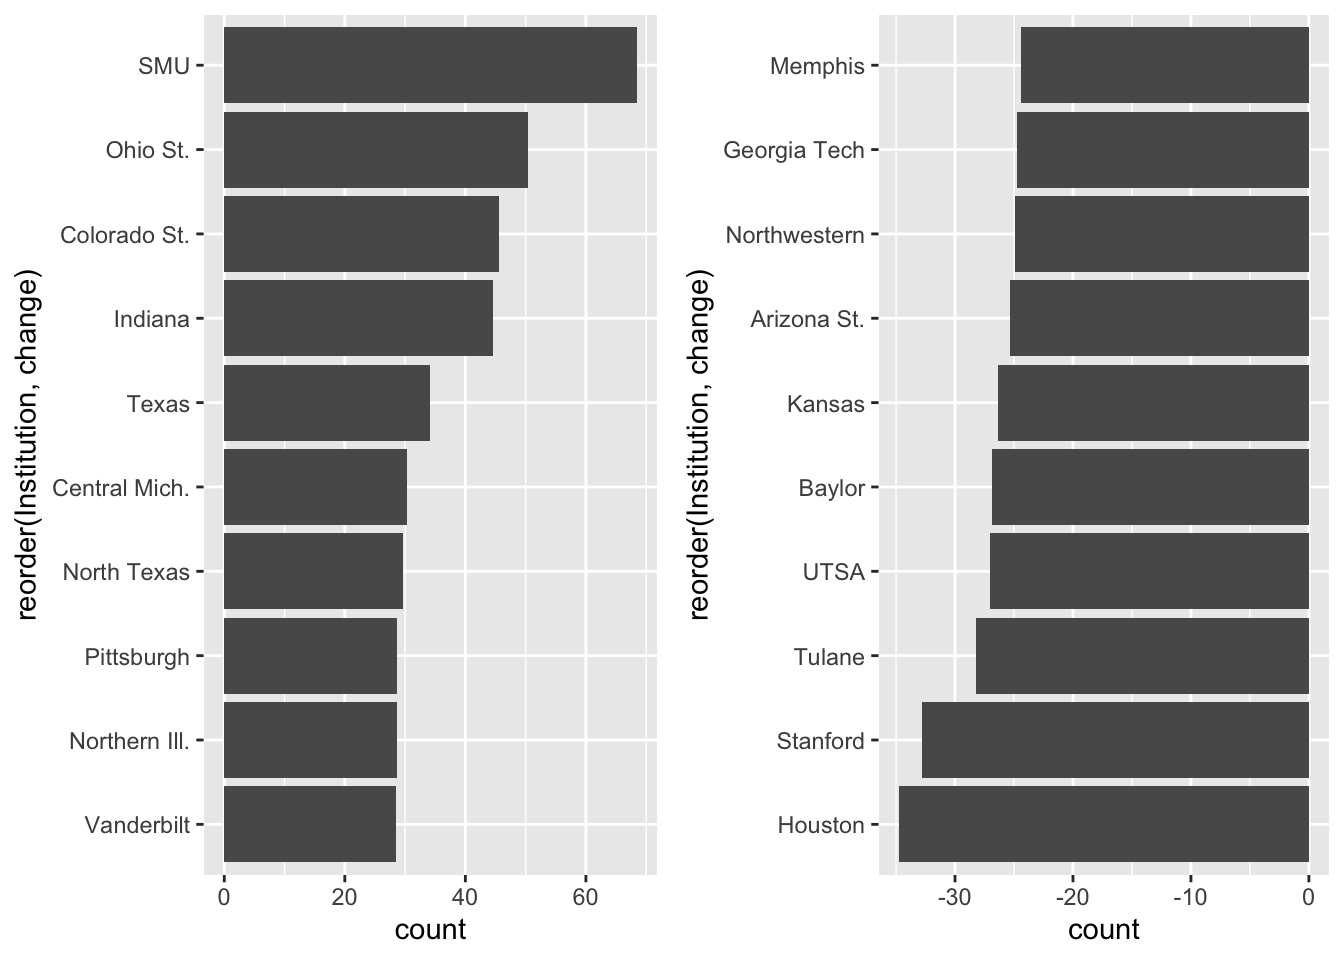 reorder(Institution, change)
SMU
Ohio St.
Colorado St.
Indiana
Texas
Central Mich.
North Texas
Pittsburgh
Northern Ill.
Vanderbilt
0 20 40 60
count
reorder(Institution, change)
Memphis
Georgia Tech
Northwestern
Arizona St.
Kansas
Baylor
UTSA
Tulane
Stanford
Houston
-30 -20 -10 0
count